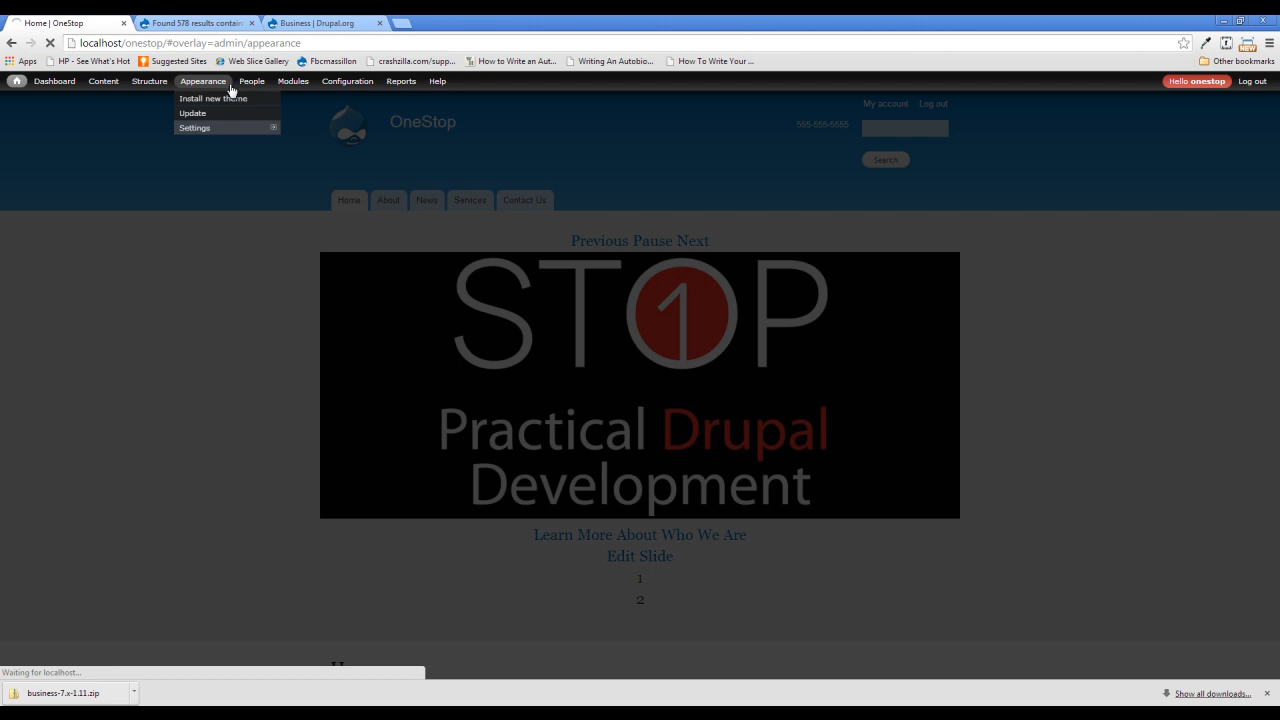 Home | OneStop
Found 578 results contain
Business | Drupal.org
localhost/onestop/#overlay=admin/appearance
Apps
HP - See What's Hot
Suggested Sites
Web Slice Gallery
Fbcmassillon
crashzilla.com/supp...
How to Write an Aut...
Writing An Autobio...
How To Write Your ...
Other bookmarks
Dashboard Content Structure Appearance People Modules Configuration Reports Help
Hello onestop Log out
Install new theme
Update
Settings
OneStop
My account Log out
555-555-5555
Search
Home About News Services Contact Us
Previous Pause Next
ST1P
Practical Drupal
Development
Learn More About Who We Are
Edit Slide
1
2
Waiting for localhost...
business-7.x-1.11.zip
Show all downloads...